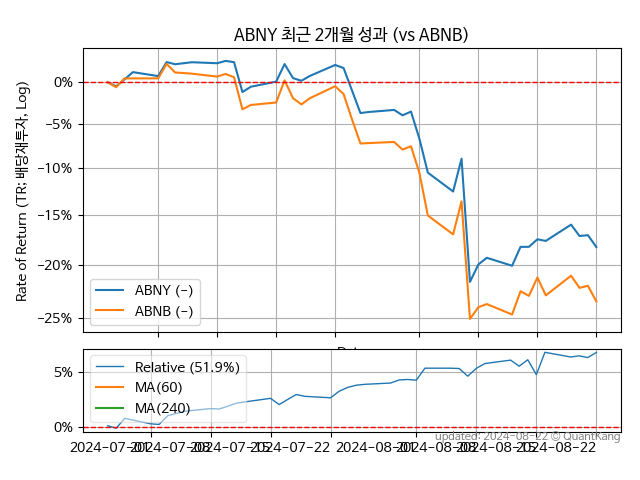 ABNY 최근 2개월 성과 (vs ABNB)
Rate of Return (TR: 배당재투자, Log)
0%
−5%
−10%
−15%
−20%
−25%
ABNY (-)
ABNB (-)
5%
0%
Relative (51.9%)
MA(60)
MA(240)
2024-07-01
2024-07-08
2024-07-15
2024-07-22
2024-08-01
2024-08-08
2024-08-15
2024-08-22
updated: 2024-08-22 © QuantKang